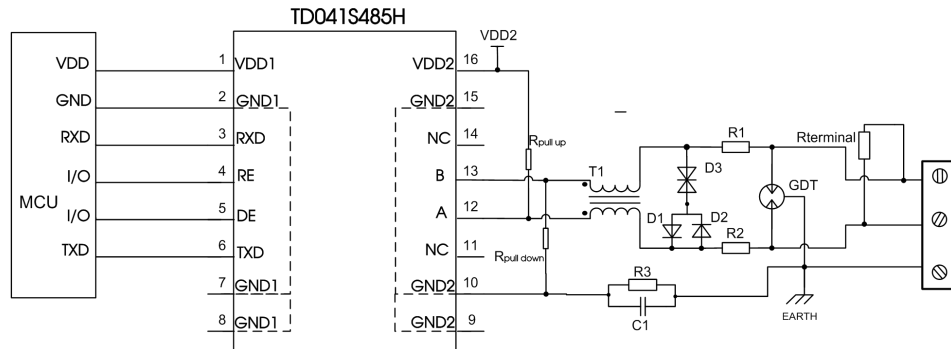 TD041S485H
VDD2
VDD 1 VDD1 VDD2 16
GND 2 GND1 GND2 15
RXD 3 RXD NC 14 Rpull up R1 Rterminal
T1 D3
I/O 4 RE B 13 GDT
MCU
I/O 5 DE A 12 D1 D2
TXD 6 TXD NC 11 R2
Rpull down
7 GND1 GND2 10 R3
C1 EARTH
8 GND1 GND2 9